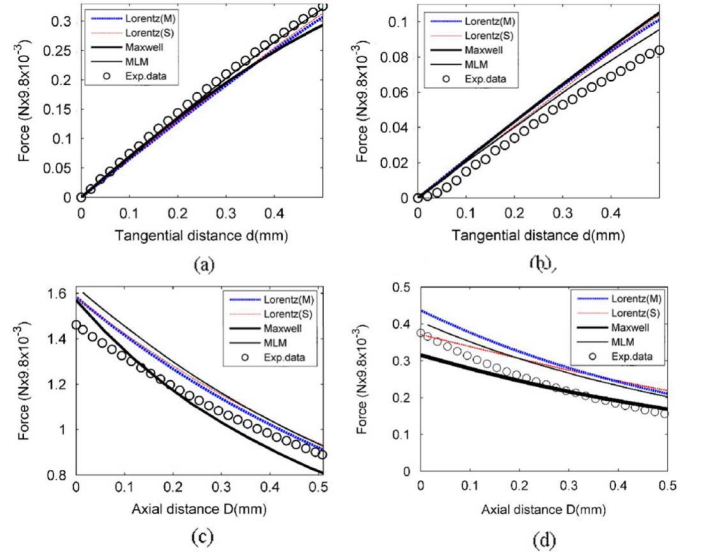 0.3
0.25
0.2
0.15
0.1
0.05
0
Force (Nx9.8x10⁻³)
Lorentz(M)
Lorentz(S)
Maxwell
MLM
Exp.data
0 0.1 0.2 0.3 0.4 0.5
Tangential distance d(mm)
(a)
0.1
0.08
0.06
0.04
0.02
0
Force (Nx9.8x10⁻³)
Lorentz(M)
Lorentz(S)
Maxwell
MLM
Exp.data
0 0.1 0.2 0.3 0.4 0.5
Tangential distance d(mm)
(b)
1.6
1.4
1.2
1
0.8
Force (Nx9.8x10⁻³)
Lorentz(M)
Lorentz(S)
Maxwell
MLM
Exp.data
0 0.1 0.2 0.3 0.4 0.5
Axial distance D(mm)
(c)
0.5
0.4
0.3
0.2
0.1
0
Force (Nx9.8x10⁻³)
Lorentz(M)
Lorentz(S)
Maxwell
MLM
Exp.data
0 0.1 0.2 0.3 0.4 0.5
Axial distance D(mm)
(d)